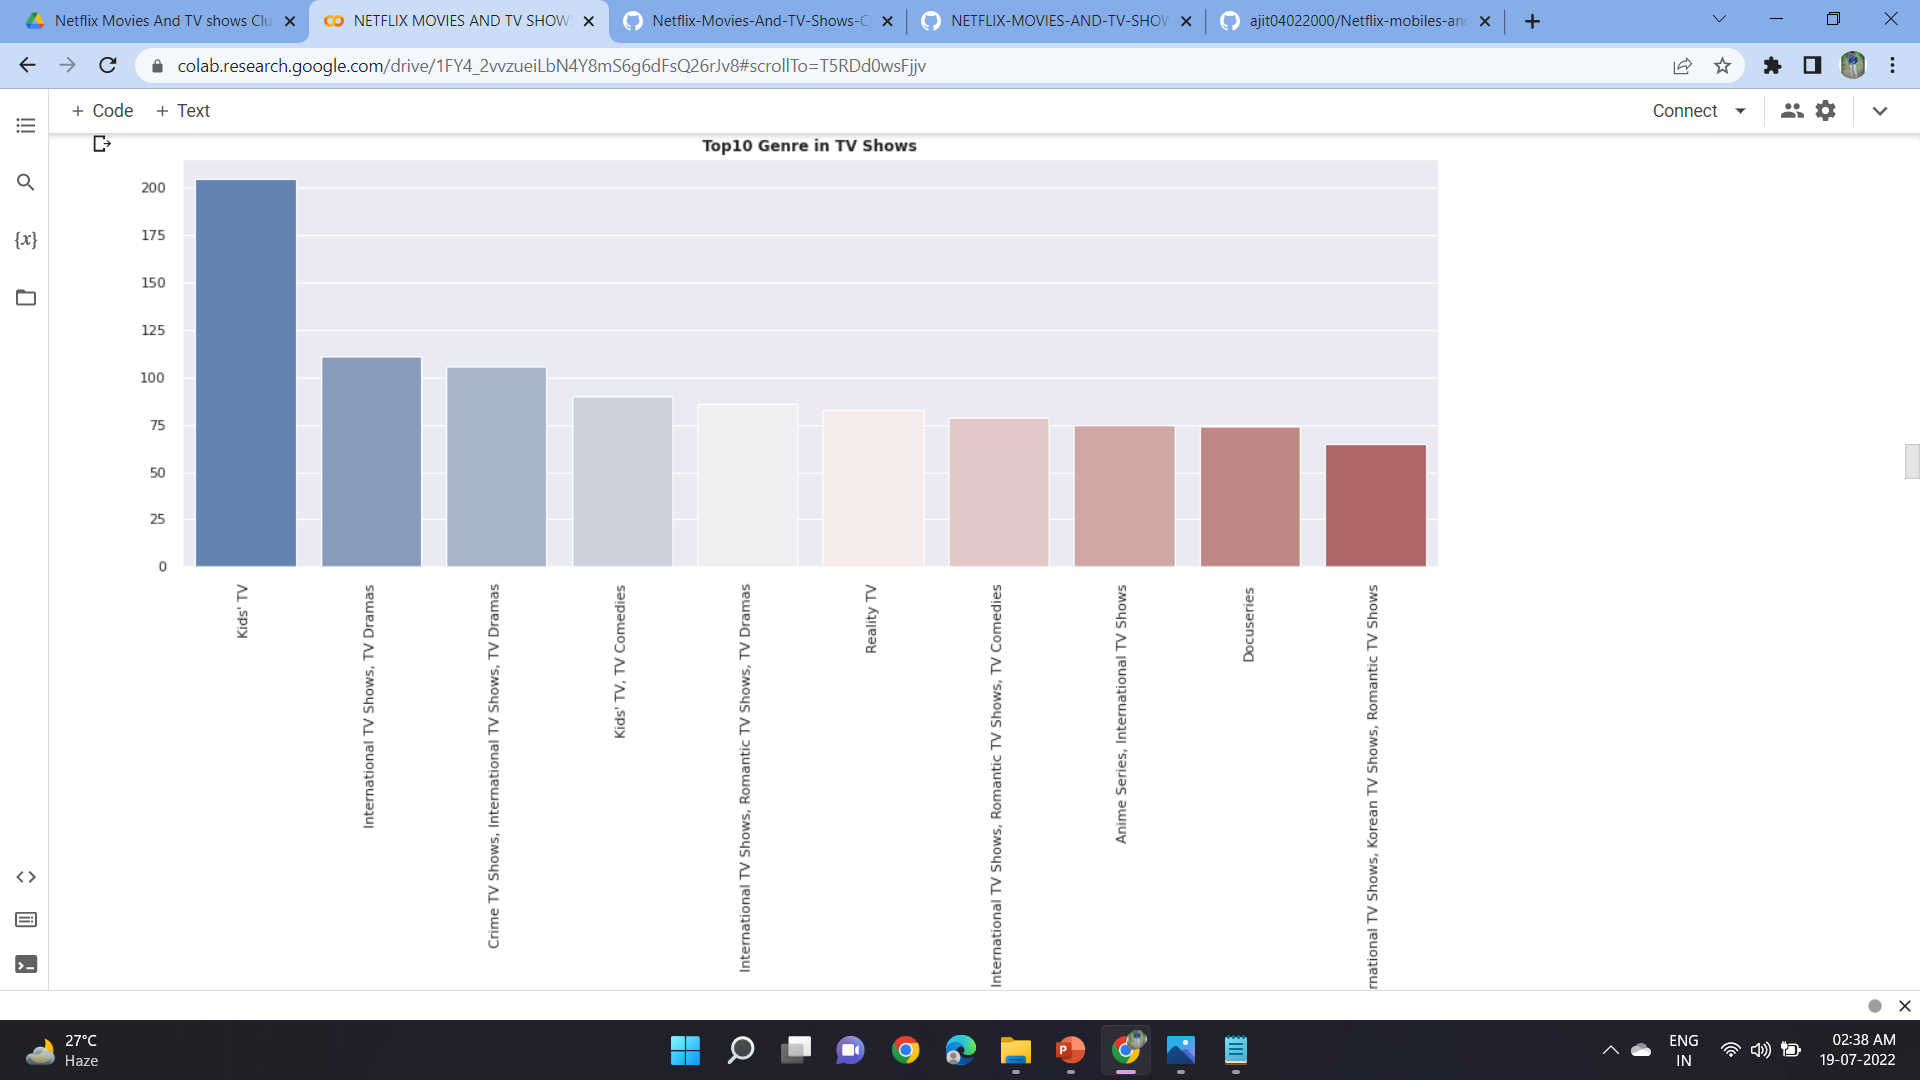 Netflix Movies And TV shows Clu
NETFLIX MOVIES AND TV SHOW
Netflix-Movies-And-TV-Shows-Cl
NETFLIX-MOVIES-AND-TV-SHOW
ajit04022000/Netflix-mobiles-and
colab.research.google.com/drive/1FY4_2vvzueiLbN4Y8mS6g6dFsQ26rJv8#scrollTo=T5RDd0wsFjjv
+ Code + Text
Connect
{x}
Top10 Genre in TV Shows
200
175
150
125
100
75
50
25
0
Kids' TV
International TV Shows, TV Dramas
Crime TV Shows, International TV Shows, TV Dramas
Kids' TV, TV Comedies
International TV Shows, Romantic TV Shows, TV Dramas
Reality TV
International TV Shows, Romantic TV Shows, TV Comedies
Anime Series, International TV Shows
Docuseries
rnational TV Shows, Korean TV Shows, Romantic TV Shows
27°C
Haze
ENG
IN
02:38 AM
19-07-2022